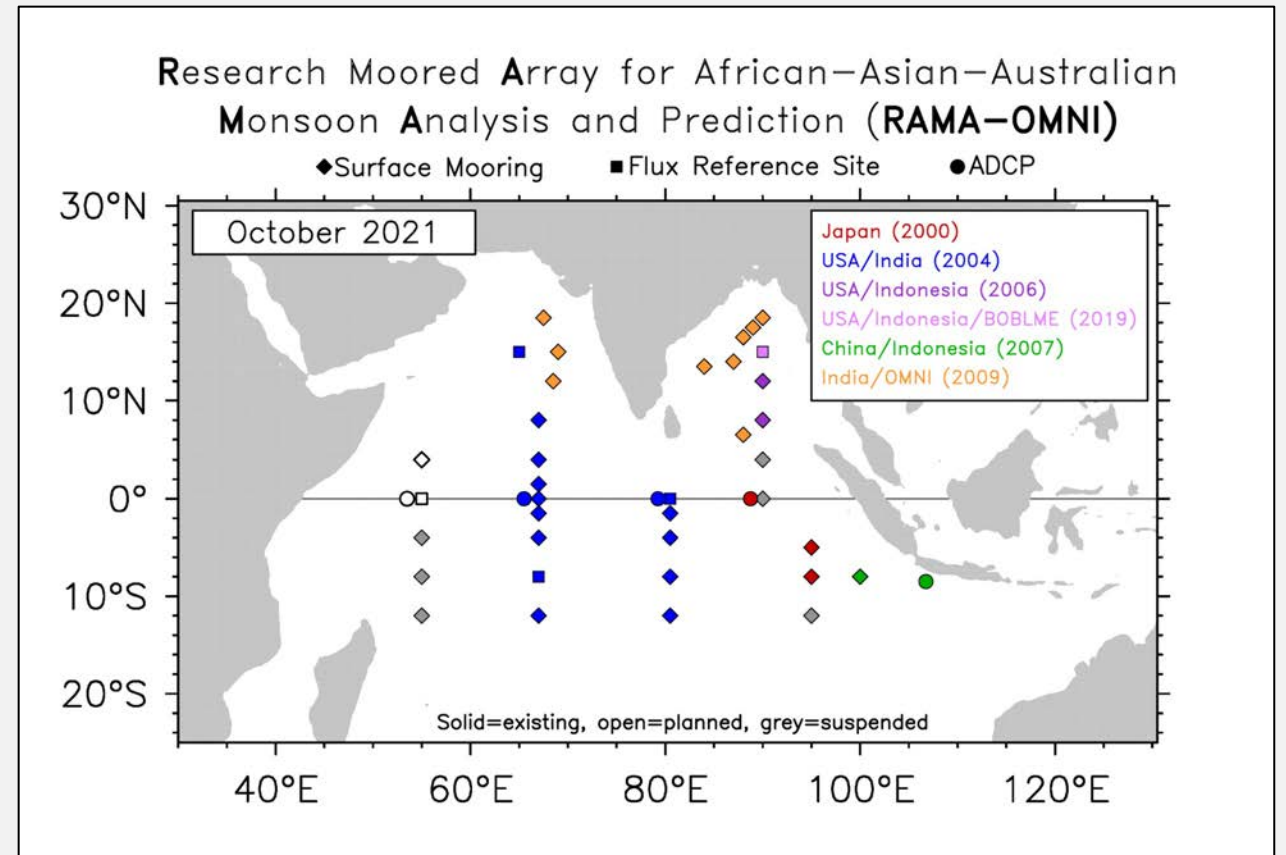 Research Moored Array for African-Asian-Australian
Monsoon Analysis and Prediction (RAMA-OMNI)
◆Surface Mooring ■Flux Reference Site ●ADCP
October 2021
Japan (2000)
USA/India (2004)
USA/Indonesia (2006)
USA/Indonesia/BOBLME (2019)
China/Indonesia (2007)
India/OMNI (2009)
30°N
20°N
10°N
0°
10°S
20°S
Solid=existing, open=planned, grey=suspended
40°E 60°E 80°E 100°E 120°E